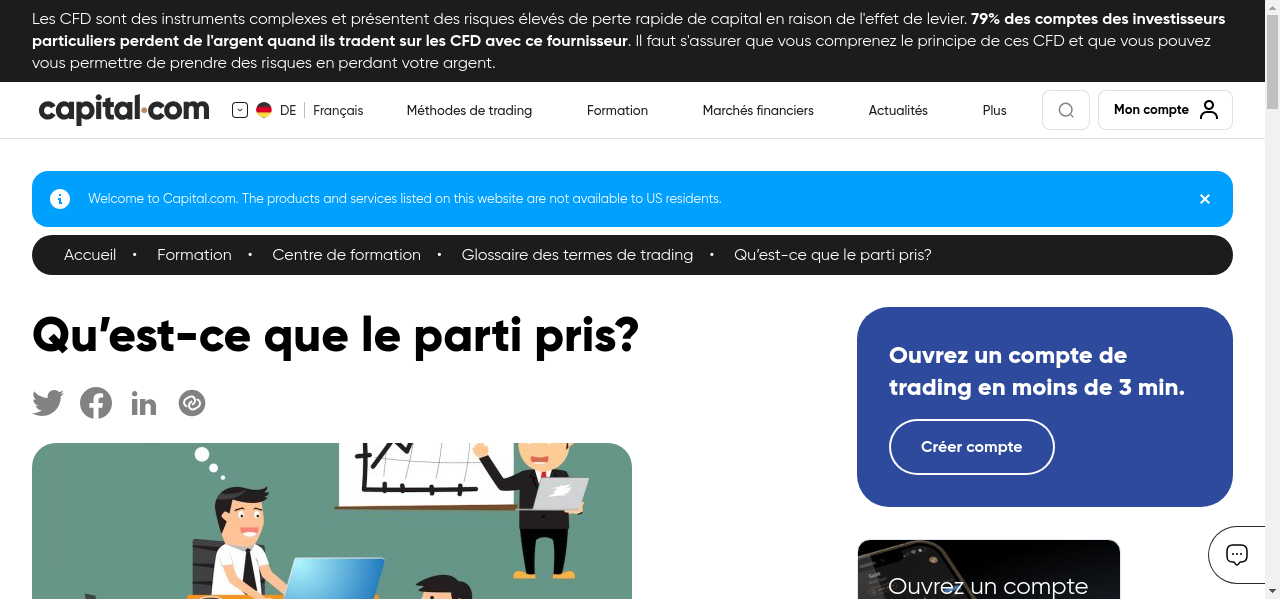 Les CFD sont des instruments complexes et présentent des risques élevés de perte rapide de capital en raison de l'effet de levier. 79% des comptes des investisseurs
particuliers perdent de l'argent quand ils tradent sur les CFD avec ce fournisseur. Il faut s'assurer que vous comprenez le principe de ces CFD et que vous pouvez
vous permettre de prendre des risques en perdant votre argent.
capital.com DE Français Méthodes de trading Formation Marchés financiers Actualités Plus Mon compte
Welcome to Capital.com. The products and services listed on this website are not available to US residents.
Accueil • Formation • Centre de formation • Glossaire des termes de trading • Qu’est-ce que le parti pris?
Qu’est-ce que le parti pris?
Ouvrez un compte de
trading en moins de 3 min.
Créer compte
Ouvrez un compte